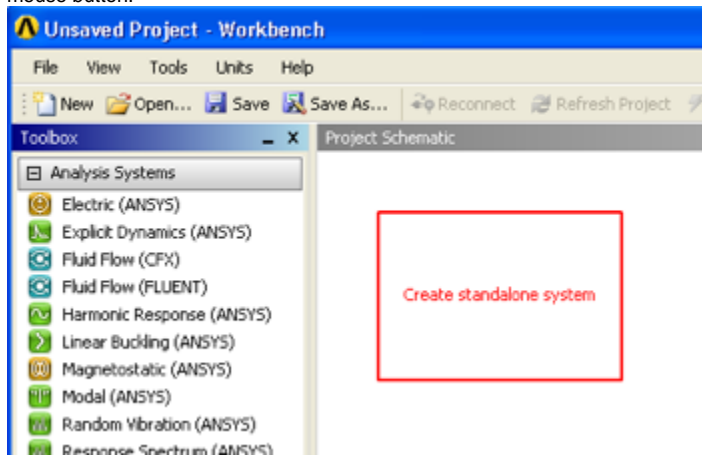 mouse button.
Unsaved Project - Workbench
File View Tools Units Help
New Open... Save Save As... Reconnect Refresh Project
Toolbox
Project Schematic
Analysis Systems
Electric (ANSYS)
Explicit Dynamics (ANSYS)
Fluid Flow (CFX)
Fluid Flow (FLUENT)
Create standalone system
Harmonic Response (ANSYS)
Linear Buckling (ANSYS)
Magnetostatic (ANSYS)
Modal (ANSYS)
Random Vibration (ANSYS)
Response Spectrum (ANSYS)